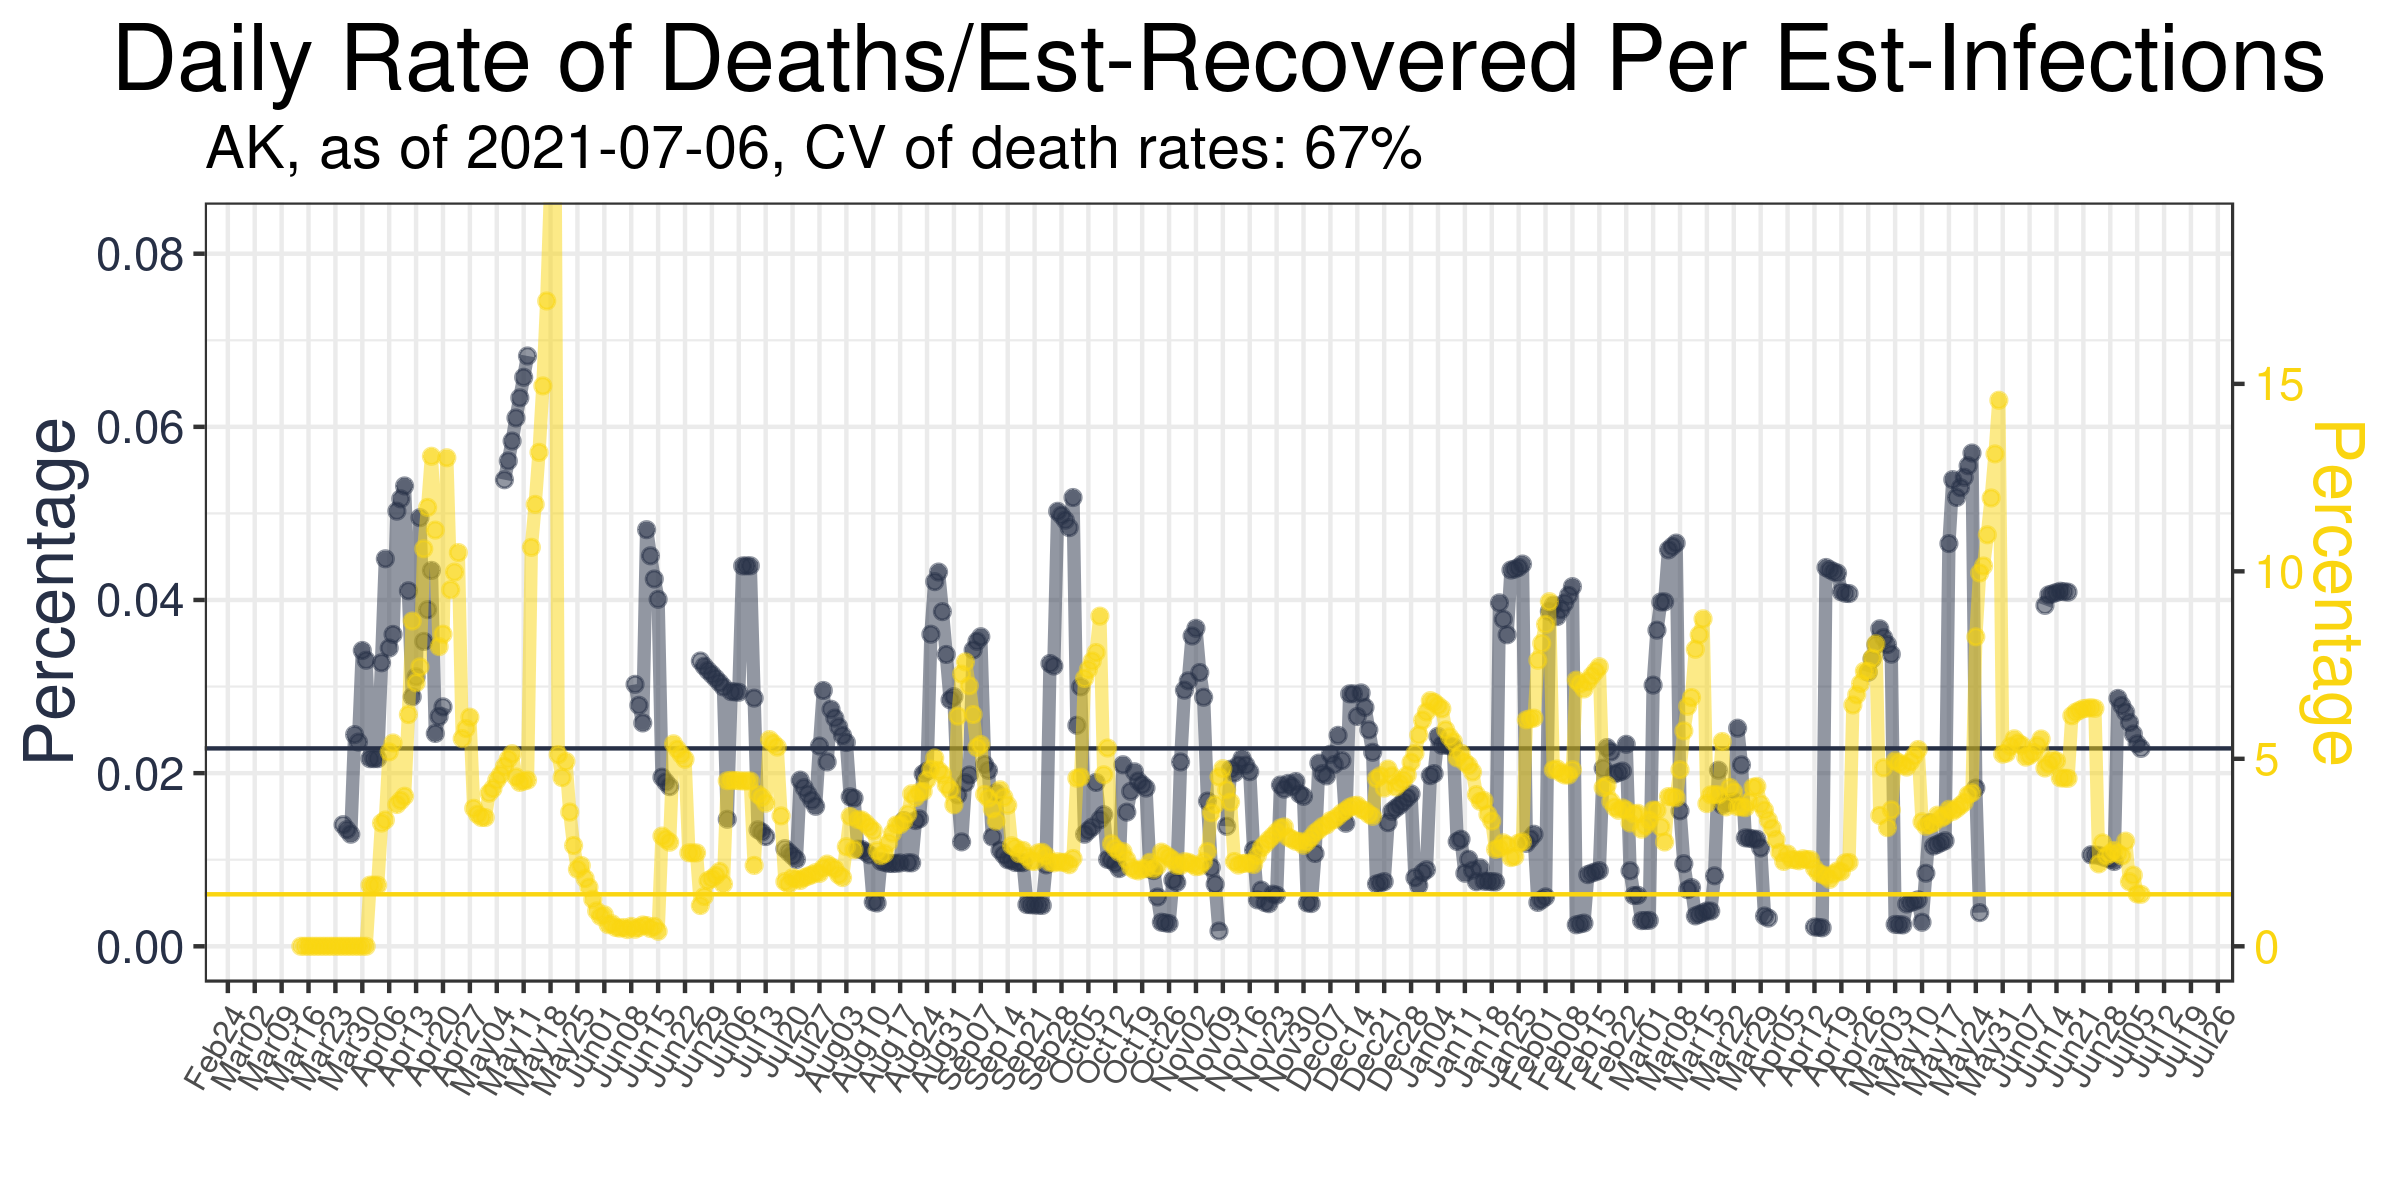 Daily Rate of Deaths/Est-Recovered Per Est-Infections
AK, as of 2021-07-06, CV of death rates: 67%
Percentage
0.08
0.06
0.04
0.02
0.00
15
10
5
0
Percentage
Feb24
Mar02
Mar09
Mar16
Mar23
Mar30
Apr06
Apr13
Apr20
Apr27
May04
May11
May18
May25
Jun01
Jun08
Jun15
Jun22
Jun29
Jul06
Jul13
Jul20
Jul27
Aug03
Aug10
Aug17
Aug24
Aug31
Sep07
Sep14
Sep21
Sep28
Oct05
Oct12
Oct19
Oct26
Nov02
Nov09
Nov16
Nov23
Nov30
Dec07
Dec14
Dec21
Dec28
Jan04
Jan11
Jan18
Jan25
Feb01
Feb08
Feb15
Feb22
Mar01
Mar08
Mar15
Mar22
Mar29
Apr05
Apr12
Apr19
Apr26
May03
May10
May17
May24
May31
Jun07
Jun14
Jun21
Jun28
Jul05
Jul12
Jul19
Jul26